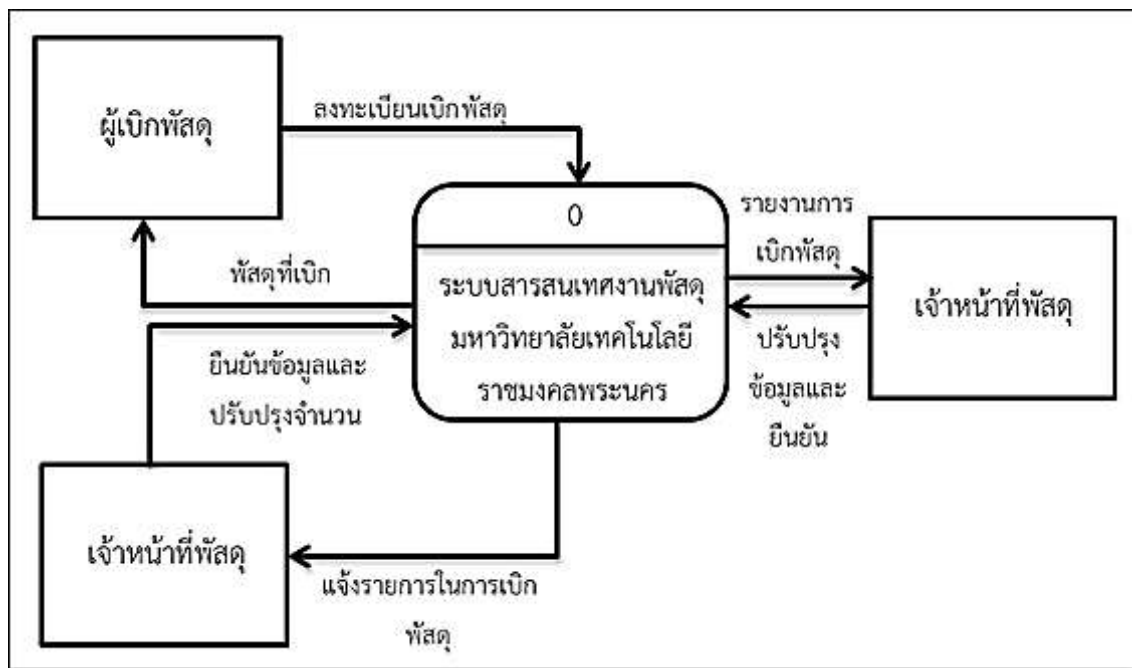 ผู้เบิกพัสดุ
ลงทะเบียนเบิกพัสดุ
0
ระบบสารสนเทศงานพัสดุ
มหาวิทยาลัยเทคโนโลยี
ราชมงคลพระนคร
รายงานการ
เบิกพัสดุ
เจ้าหน้าที่พัสดุ
ปรับปรุง
ข้อมูลและ
ยืนยัน
พัสดุที่เบิก
ยืนยันข้อมูลและ
ปรับปรุงจำนวน
เจ้าหน้าที่พัสดุ
แจ้งรายการในการเบิก
พัสดุ